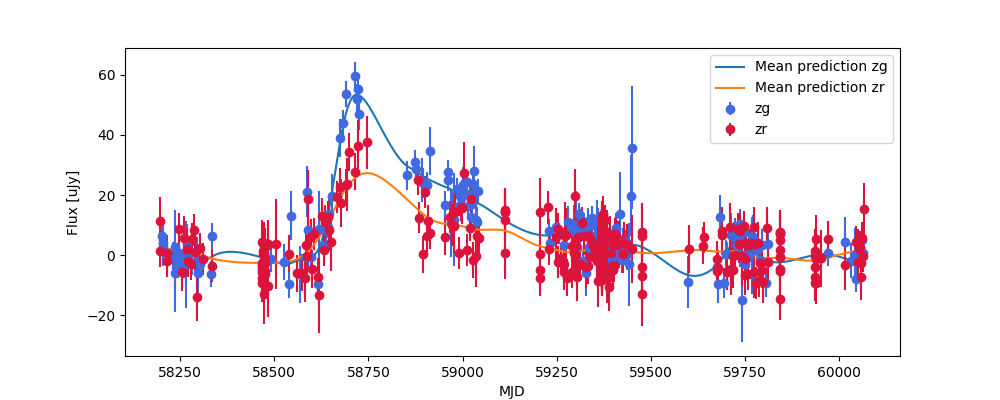 Mean prediction zg
Mean prediction zr
zg
zr
60
40
20
0
−20
Flux [uJy]
58250 58500 58750 59000 59250 59500 59750 60000
MJD